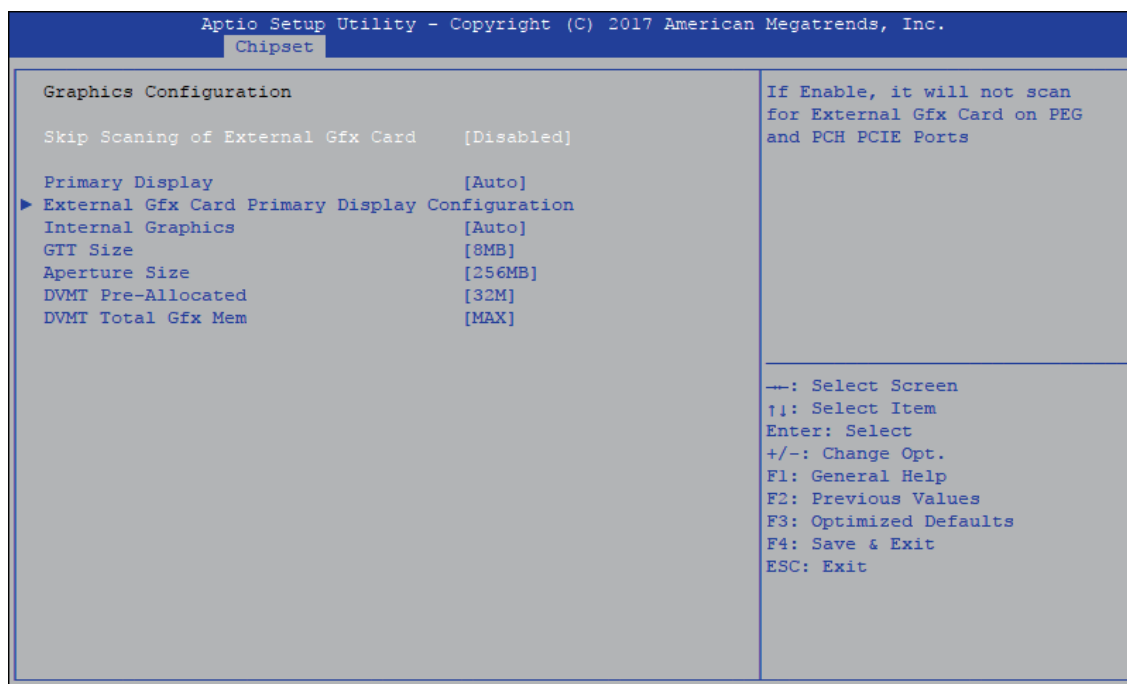 Aptio Setup Utility - Copyright (C) 2017 American Megatrends, Inc.
Chipset
Graphics Configuration
Skip Scaning of External Gfx Card [Disabled]
Primary Display [Auto]
► External Gfx Card Primary Display Configuration
Internal Graphics [Auto]
GTT Size [8MB]
Aperture Size [256MB]
DVMT Pre-Allocated [32M]
DVMT Total Gfx Mem [MAX]
If Enable, it will not scan
for External Gfx Card on PEG
and PCH PCIE Ports
→←: Select Screen
↑↓: Select Item
Enter: Select
+/-: Change Opt.
F1: General Help
F2: Previous Values
F3: Optimized Defaults
F4: Save & Exit
ESC: Exit